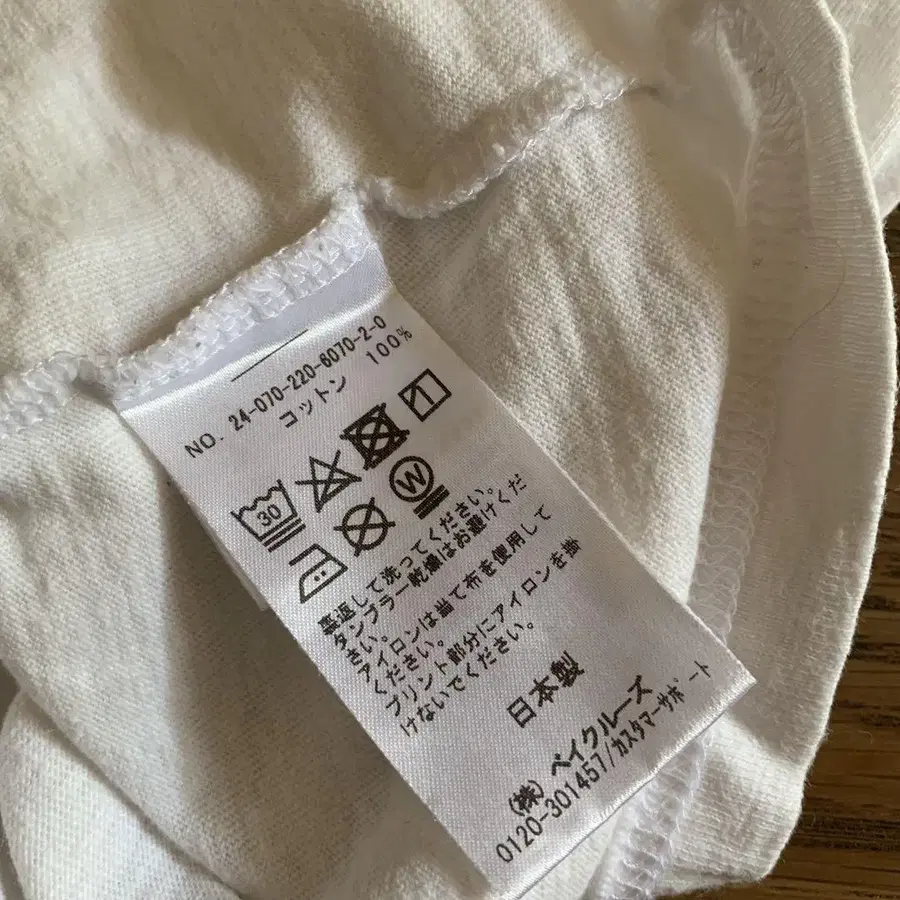 NO. 24-070-220-6070-2-0
コットン 100%
30
W
裏返して洗ってください。
タンブラー乾燥はお避けくだ
さい。
アイロンは当て布を使用して
ください。
プリント部分にアイロンを掛
けないでください。
日本製
(株) ベイクルーズ
0120-301457/カスタマーサポート